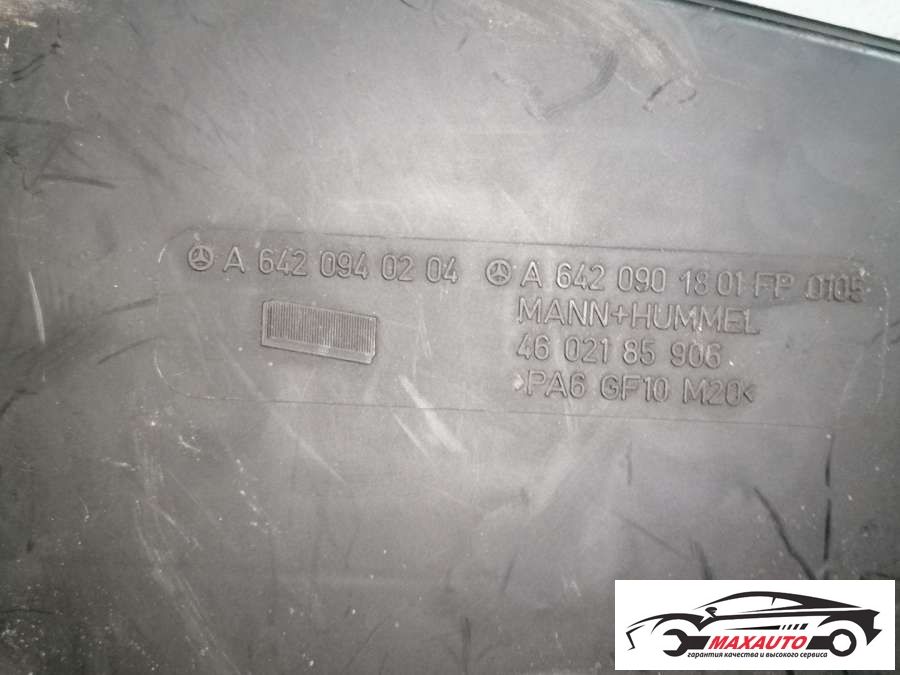 A 642 094 02 04
A 642 090 18 01 FP 0105
MANN+HUMMEL
46 021 85 906
>PA6 GF10 M20<
MAXAUTO
гарантия качества и высокого сервиса